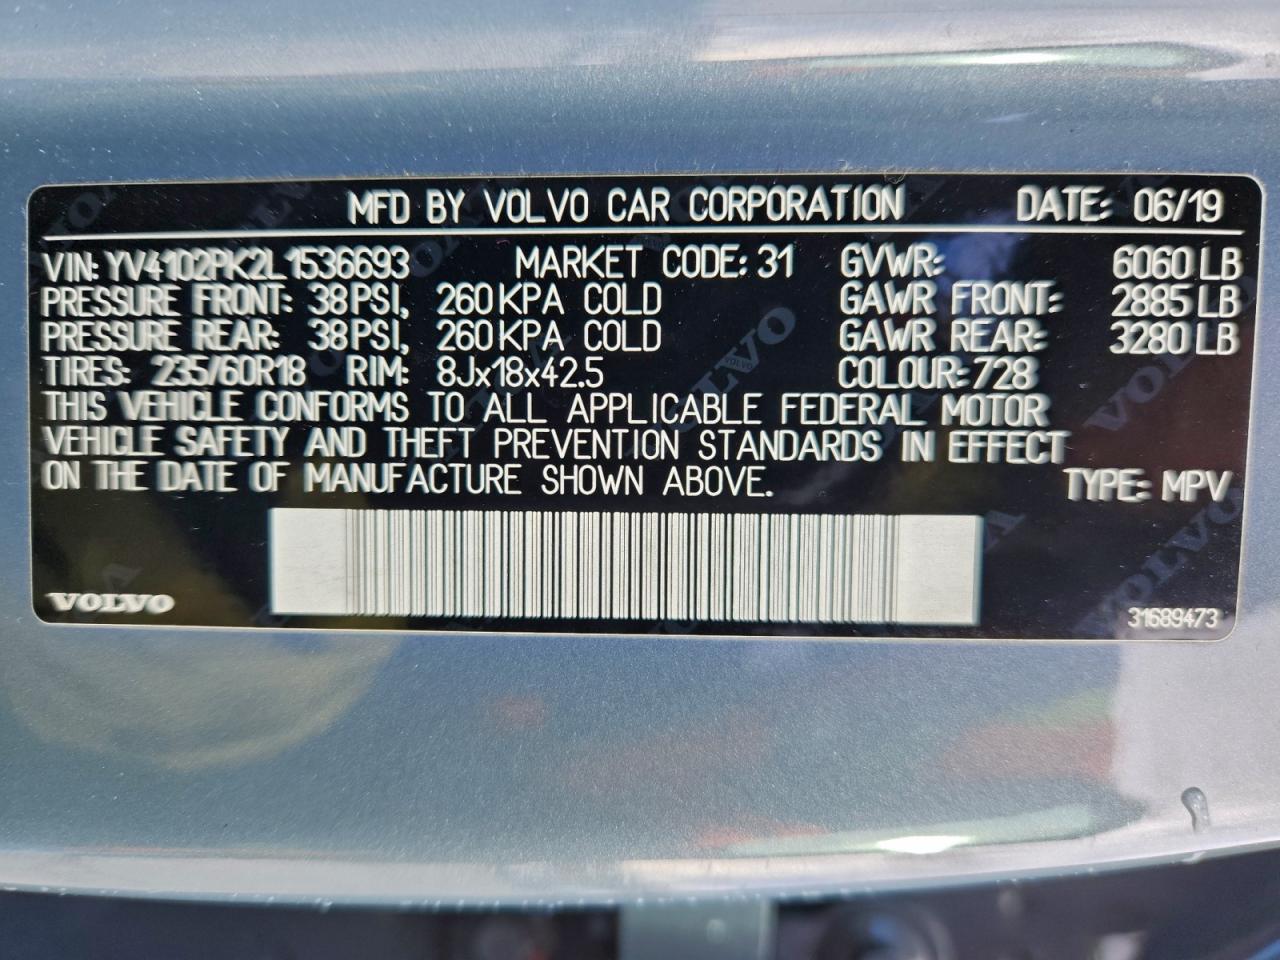 MFD BY VOLVO CAR CORPORATION DATE: 06/19
VIN: YV4102PK2L1536693 MARKET CODE: 31 GVWR: 6060 LB
PRESSURE FRONT: 38 PSI, 260 KPA COLD GAWR FRONT: 2885 LB
PRESSURE REAR: 38 PSI, 260 KPA COLD GAWR REAR: 3280 LB
TIRES: 235/60R18 RIM: 8Jx18x42.5 COLOUR: 728
THIS VEHICLE CONFORMS TO ALL APPLICABLE FEDERAL MOTOR
VEHICLE SAFETY AND THEFT PREVENTION STANDARDS IN EFFECT
ON THE DATE OF MANUFACTURE SHOWN ABOVE. TYPE: MPV
VOLVO 31689473